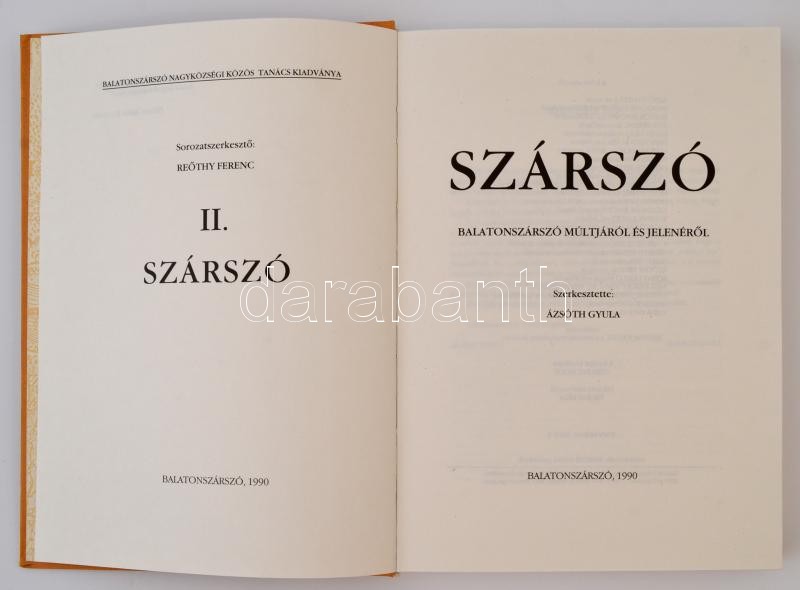 BALATONSZÁRSZÓ NAGYKÖZSÉGI KÖZÖS TANÁCS KIADVÁNYA
Sorozatszerkesztő:
REŐTHY FERENC
II.
SZÁRSZÓ
BALATONSZÁRSZÓ, 1990
SZÁRSZÓ
BALATONSZÁRSZÓ MÚLTJÁRÓL ÉS JELENÉRŐL
Szerkesztette:
ÁZSÓTH GYULA
BALATONSZÁRSZÓ, 1990
darabanth